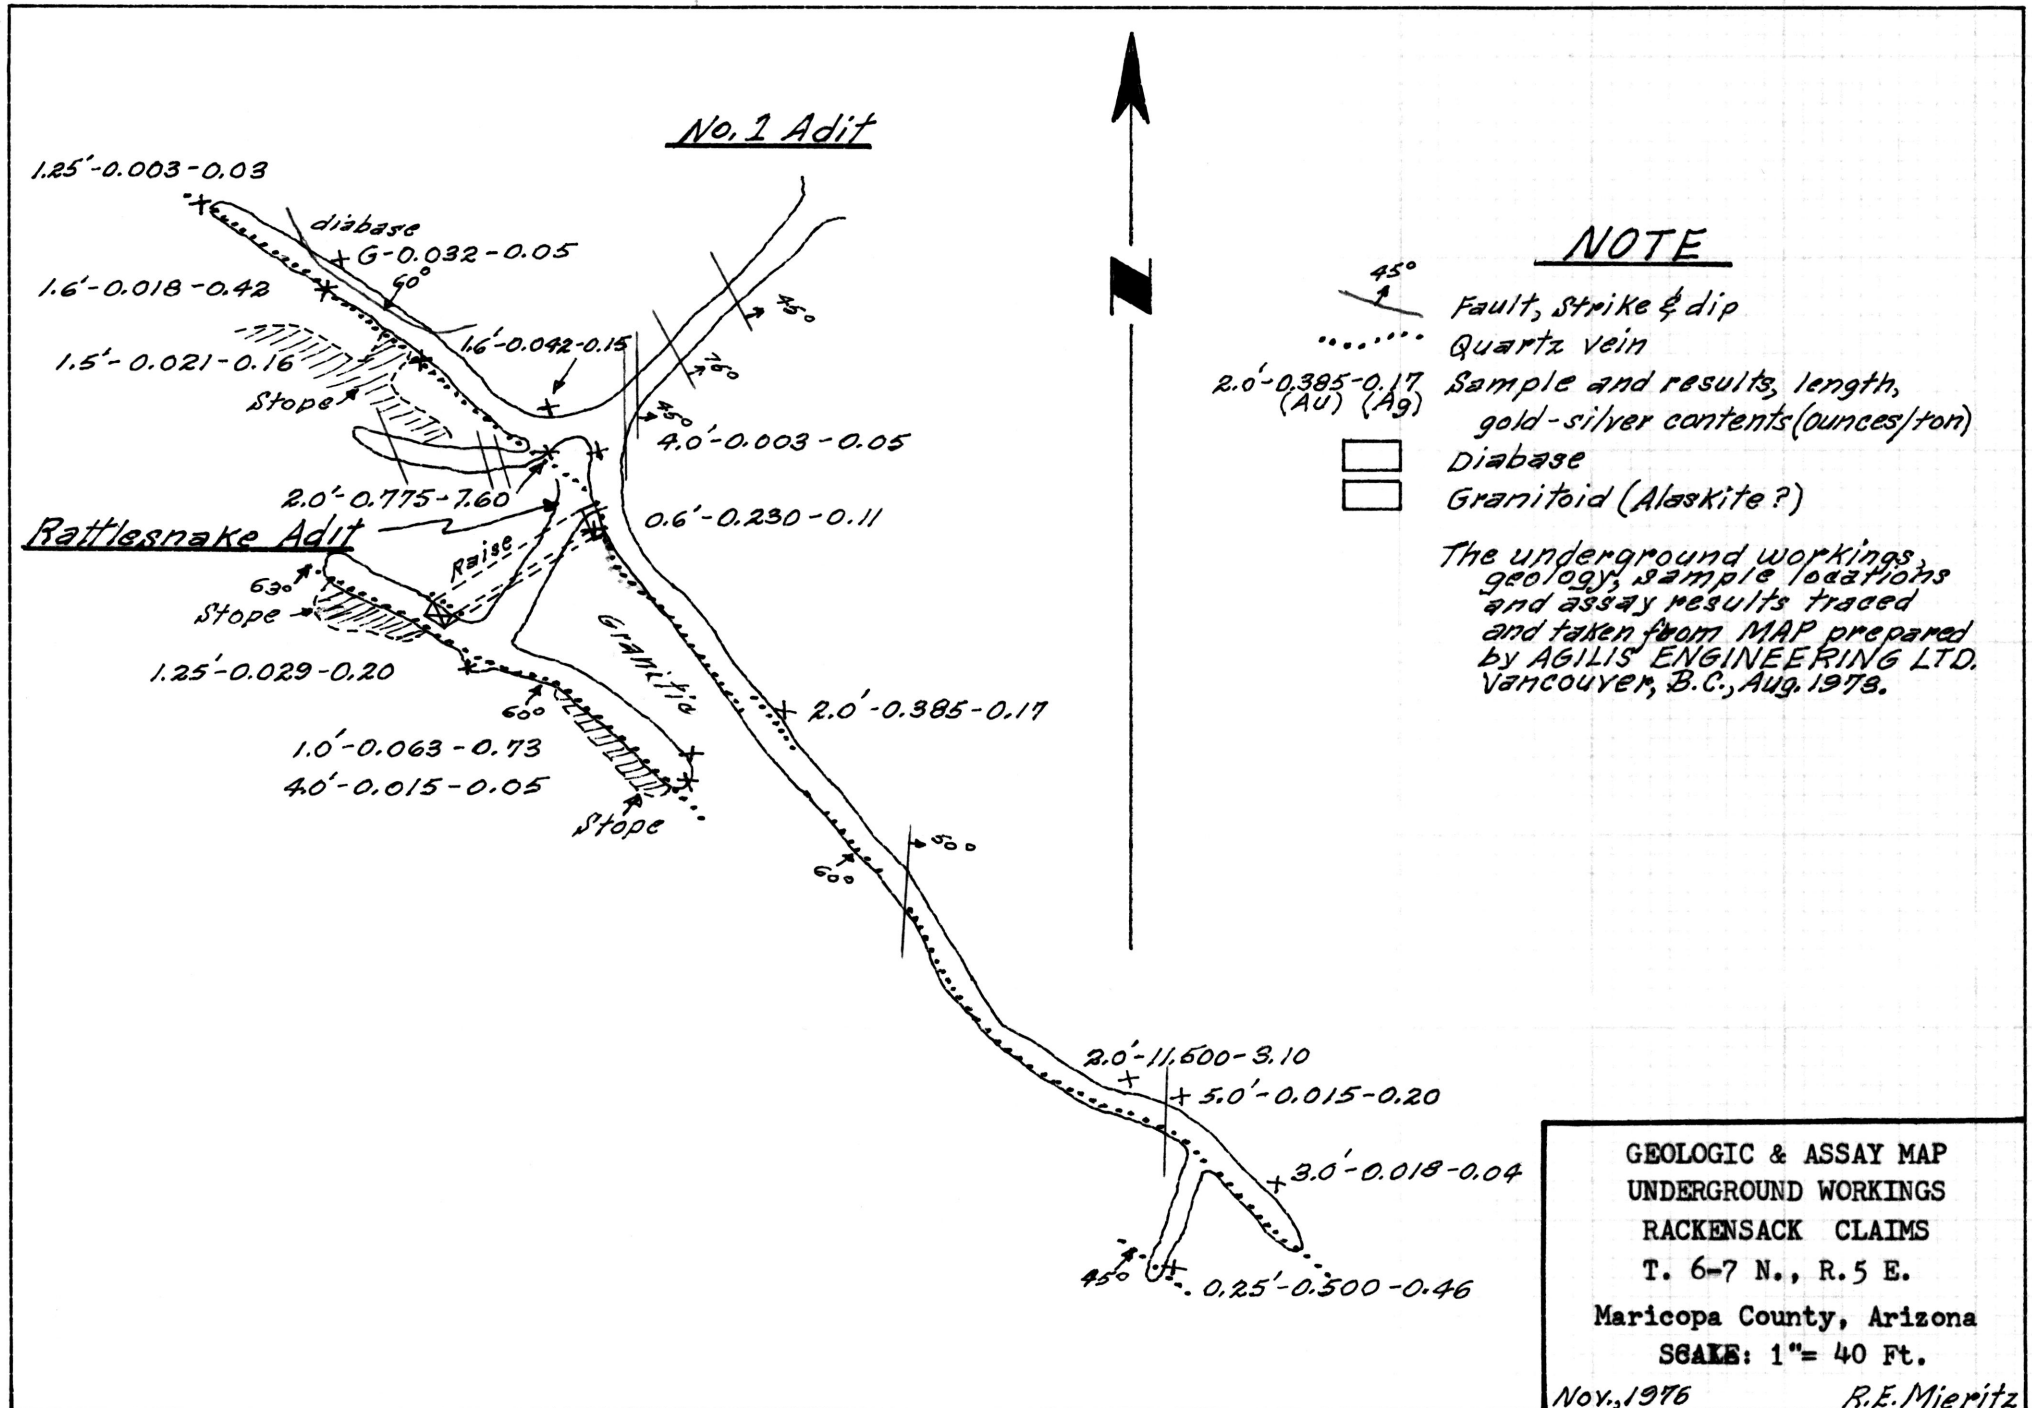 No. 1 Adit
1.25'-0.003-0.03
diabase
G-0.032-0.05
60°
1.6'-0.018-0.42
1.6'-0.042-0.15
1.5'-0.021-0.16
Stope
45°
70°
45°
4.0'-0.003-0.05
2.0'-0.775-7.60
0.6'-0.230-0.11
Rattlesnake Adit
Raise
63°
Stope
Granitic
1.25'-0.029-0.20
60°
2.0'-0.385-0.17
1.0'-0.063-0.73
4.0'-0.015-0.05
Stope
50°
60°
2.0'-11.500-3.10
5.0'-0.015-0.20
3.0'-0.018-0.04
45°
0.25'-0.500-0.46
N
NOTE
45°
Fault, Strike & dip
Quartz vein
2.0'-0.385-0.17 Sample and results, length,
(Au) (Ag)
gold-silver contents (ounces/ton)
Diabase
Granitoid (Alaskite?)
The underground workings,
geology, sample locations
and assay results traced
and taken from MAP prepared
by AGILIS ENGINEERING LTD.
Vancouver, B.C., Aug.
GEOLOGIC & ASSAY MAP
UNDERGROUND WORKINGS
RACKENSACK CLAIMS
T. 6-7 N., R.5 E.
Maricopa County, Arizona
SCALE: 1"= 40 Ft.
Nov., 1976 R.E. Mieritz